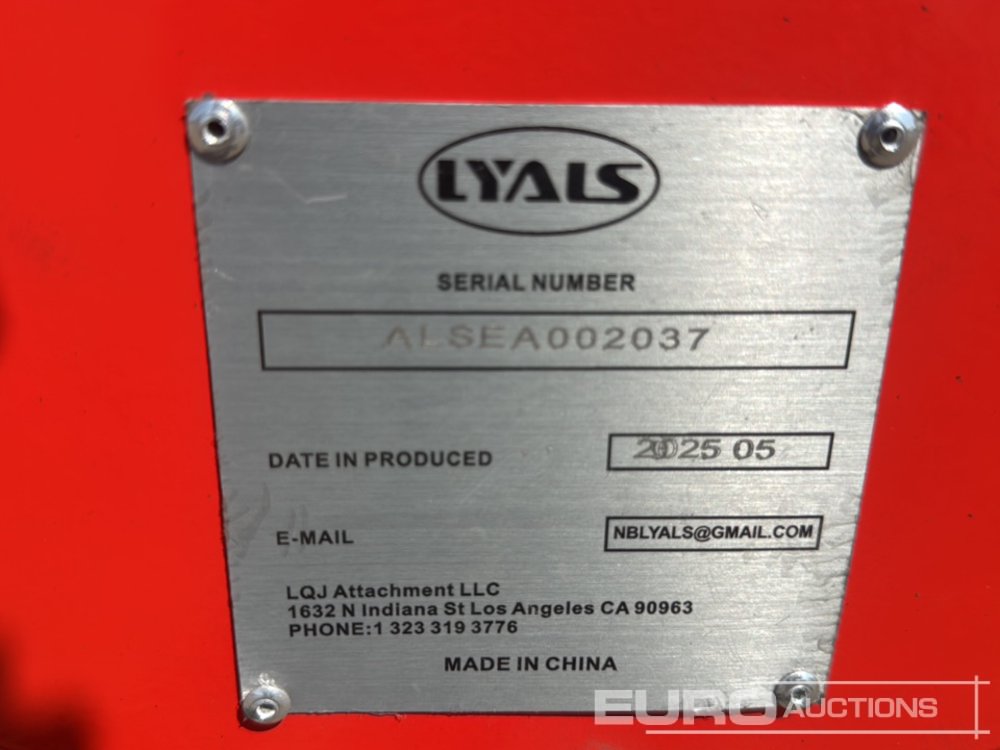 LYALS
SERIAL NUMBER
ALSEA002037
DATE IN PRODUCED 2025 05
E-MAIL NBLYALS@GMAIL.COM
LQJ Attachment LLC
1632 N Indiana St Los Angeles CA 90963
PHONE:1 323 319 3776
MADE IN CHINA
EURO AUCTIONS